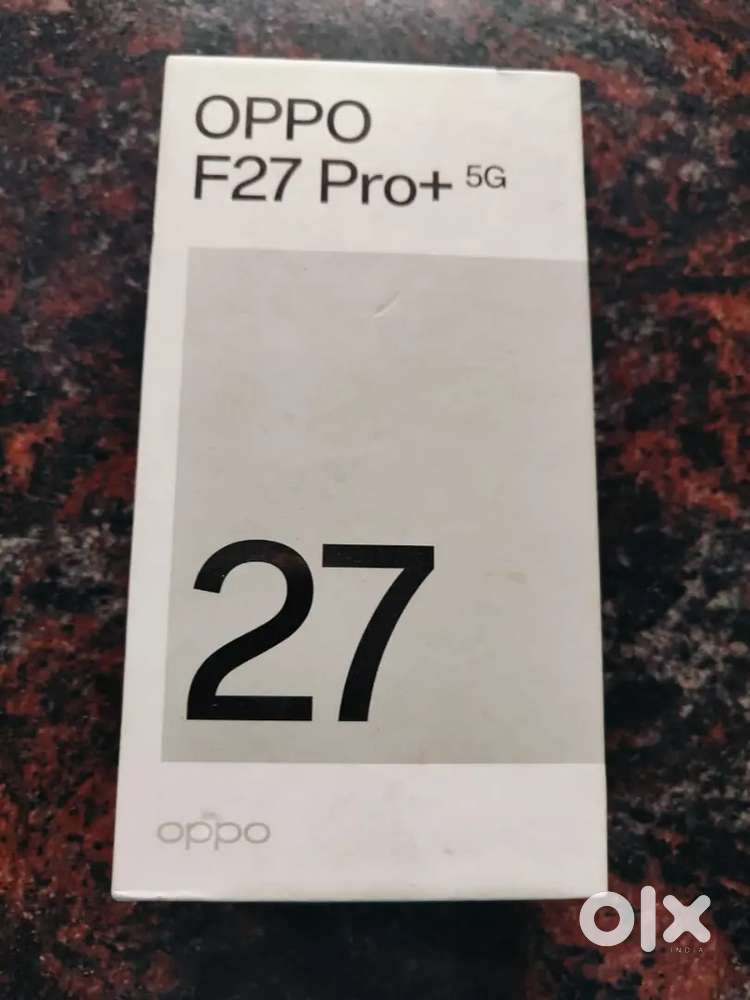 OPPO
F27 Pro+ 5G
27
oppo
olx
INDIA